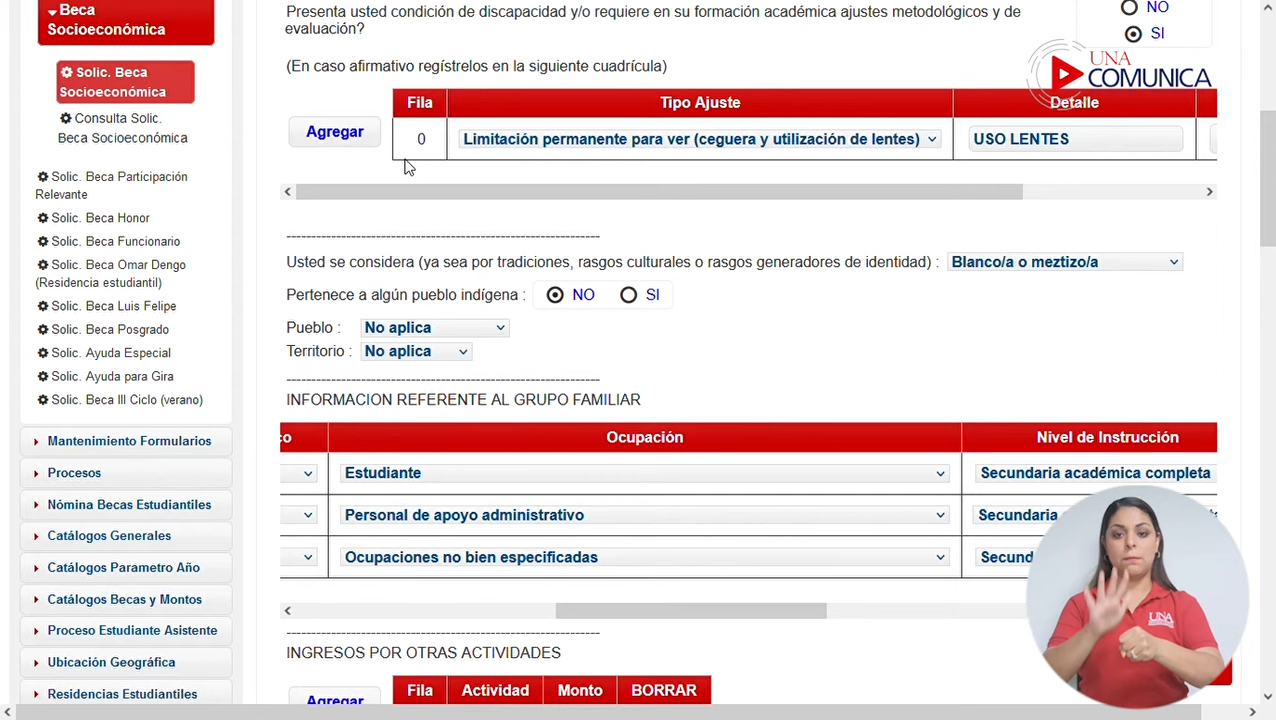 Beca
Socioeconómica
Solic. Beca
Socioeconómica
Consulta Solic.
Beca Socioeconómica
Solic. Beca Participación
Relevante
Solic. Beca Honor
Solic. Beca Funcionario
Solic. Beca Omar Dengo
(Residencia estudiantil)
Solic. Beca Luis Felipe
Solic. Beca Posgrado
Solic. Ayuda Especial
Solic. Ayuda para Gira
Solic. Beca III Ciclo (verano)
Mantenimiento Formularios
Procesos
Nómina Becas Estudiantiles
Catálogos Generales
Catálogos Parametro Año
Catálogos Becas y Montos
Proceso Estudiante Asistente
Ubicación Geográfica
Residencias Estudiantiles
Presenta usted condición de discapacidad y/o requiere en su formación académica ajustes metodológicos y de
evaluación?
NO
SI
(En caso afirmativo regístrelos en la siguiente cuadrícula)
UNA
COMUNICA
Agregar
Fila Tipo Ajuste Detalle
0 Limitación permanente para ver (ceguera y utilización de lentes) USO LENTES
---------------------------------------------------------------
Usted se considera (ya sea por tradiciones, rasgos culturales o rasgos generadores de identidad) : Blanco/a o meztizo/a
Pertenece a algún pueblo indígena : NO SI
Pueblo : No aplica
Territorio : No aplica
---------------------------------------------------------------
INFORMACION REFERENTE AL GRUPO FAMILIAR
co Ocupación Nivel de Instrucción
Estudiante Secundaria académica completa
Personal de apoyo administrativo Secundaria
Ocupaciones no bien especificadas Secund
---------------------------------------------------------------
INGRESOS POR OTRAS ACTIVIDADES
Agregar
Fila Actividad Monto BORRAR
UNA